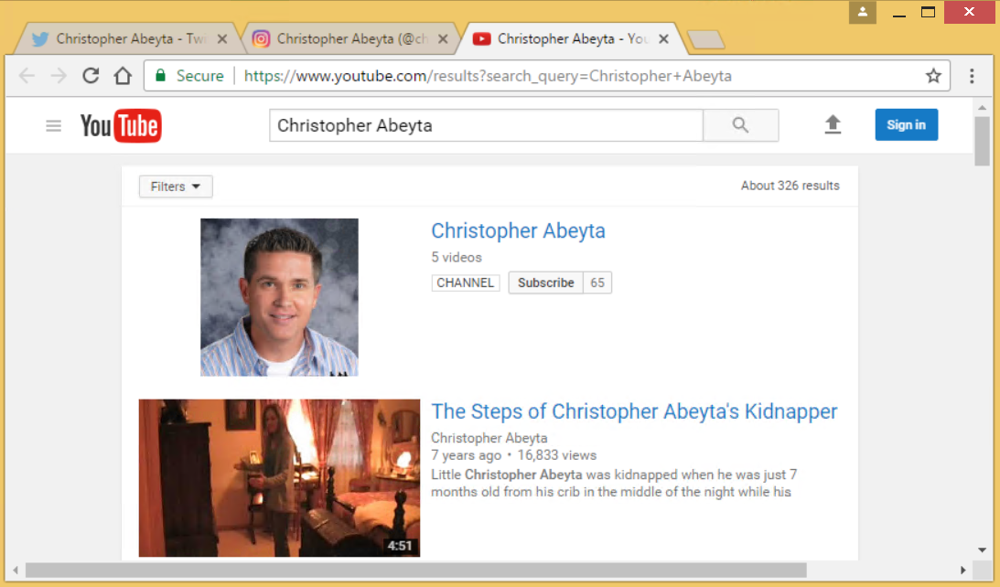 Christopher Abeyta - Twi
Christopher Abeyta (@ch
Christopher Abeyta - You
Secure
https://www.youtube.com/results?search_query=Christopher+Abeyta
YouTube
Christopher Abeyta
Sign in
Filters
About 326 results
Christopher Abeyta
5 videos
CHANNEL
Subscribe 65
The Steps of Christopher Abeyta's Kidnapper
Christopher Abeyta
7 years ago • 16,833 views
Little Christopher Abeyta was kidnapped when he was just 7
months old from his crib in the middle of the night while his
4:51